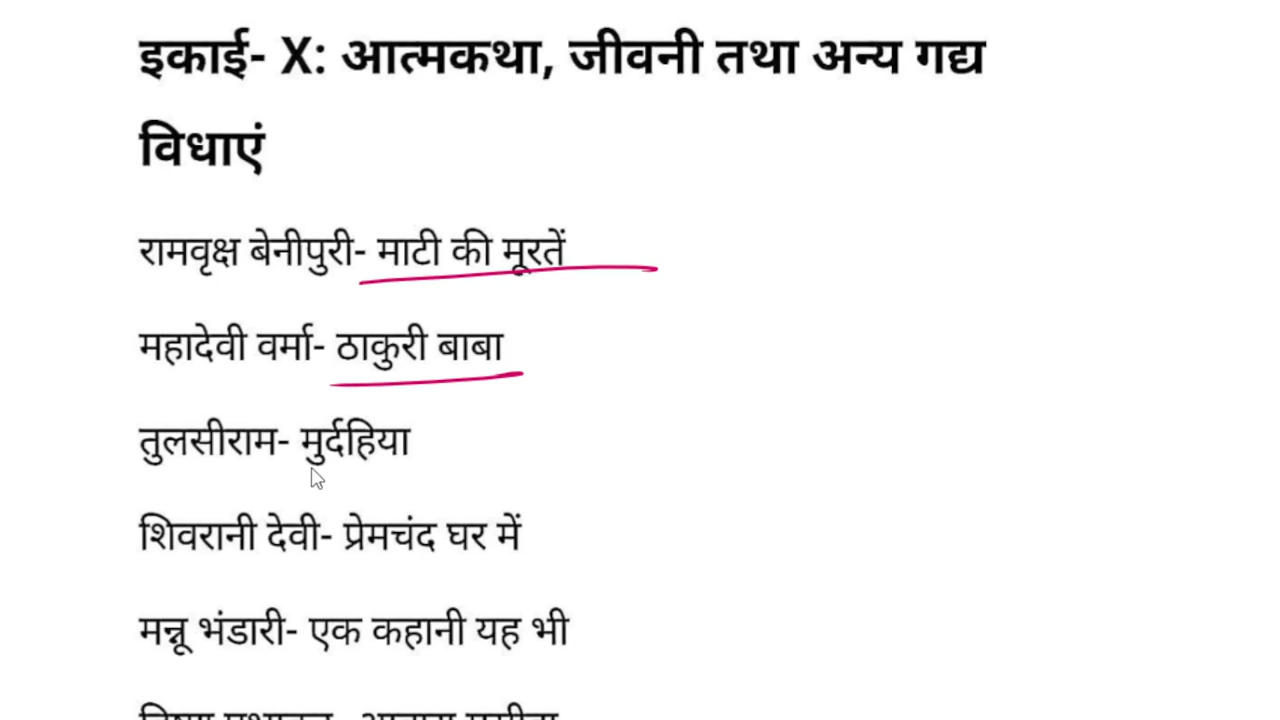 इकाई- X: आत्मकथा, जीवनी तथा अन्य गद्य
विधाएं
रामवृक्ष बेनीपुरी- माटी की मूरतें
महादेवी वर्मा- ठाकुरी बाबा
तुलसीराम- मुर्दहिया
शिवरानी देवी- प्रेमचंद घर में
मन्नू भंडारी- एक कहानी यह भी